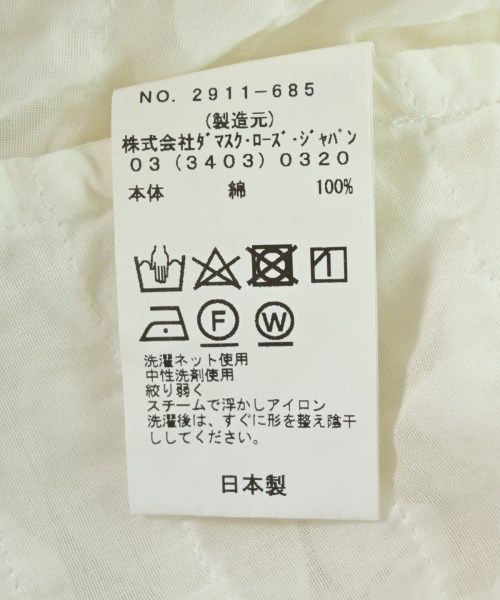 NO. 2911-685
(製造元)
株式会社ﾀﾞﾏｽｸ･ﾛｰｽﾞ･ｼﾞｬﾊﾟﾝ
03 (3403) 0320
本体 綿 100%
F W
洗濯ネット使用
中性洗剤使用
絞り弱く
スチームで浮かしアイロン
洗濯後は、すぐに形を整え陰干
ししてください。
日本製